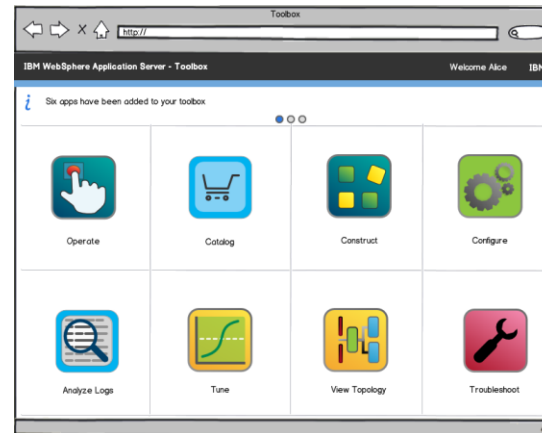 Toolbox
http://
IBM WebSphere Application Server - Toolbox
Welcome Alice
IBM
i Six apps have been added to your toolbox
Operate
Catalog
Construct
Configure
Analyze Logs
Tune
View Topology
Troubleshoot